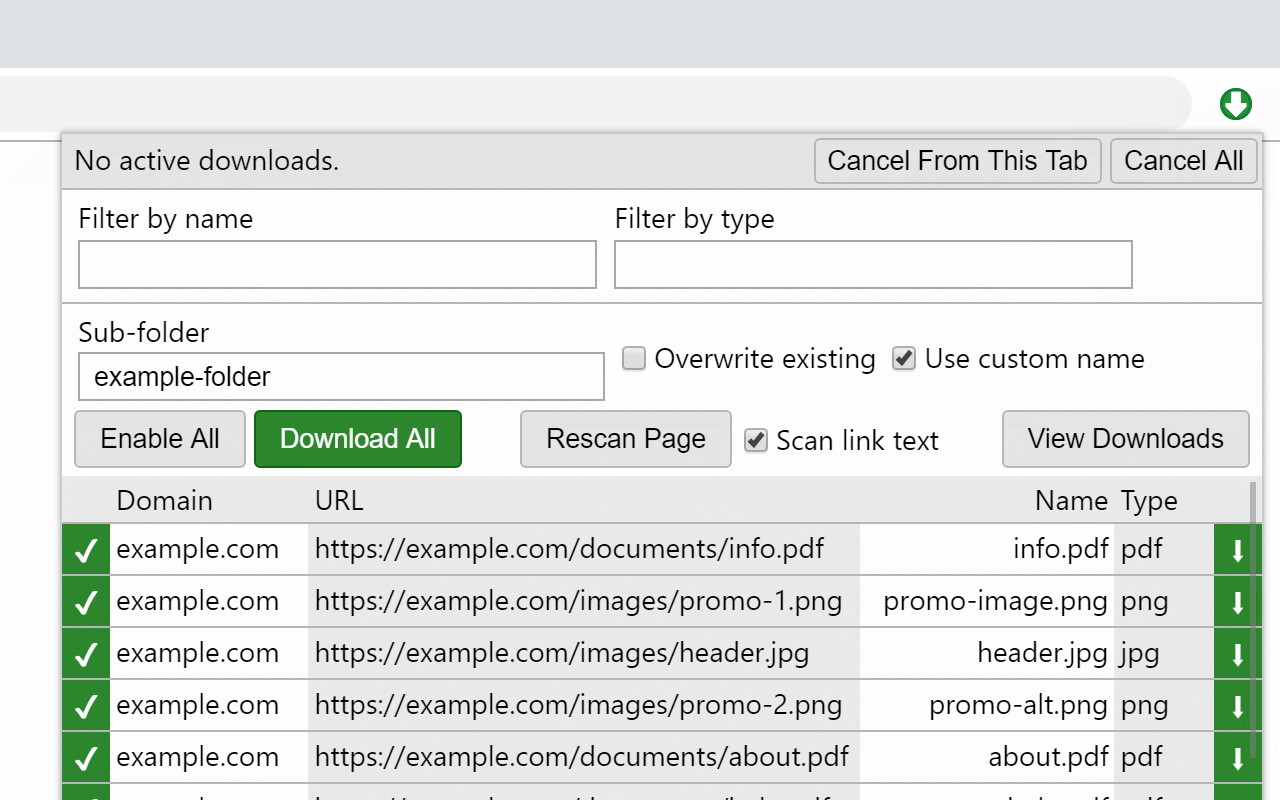 No active downloads. Cancel From This Tab Cancel All
Filter by name Filter by type
Sub-folder
example-folder Overwrite existing Use custom name
Enable All Download All Rescan Page Scan link text View Downloads
Domain URL Name Type
example.com https://example.com/documents/info.pdf info.pdf pdf
example.com https://example.com/images/promo-1.png promo-image.png png
example.com https://example.com/images/header.jpg header.jpg jpg
example.com https://example.com/images/promo-2.png promo-alt.png png
example.com https://example.com/documents/about.pdf about.pdf pdf